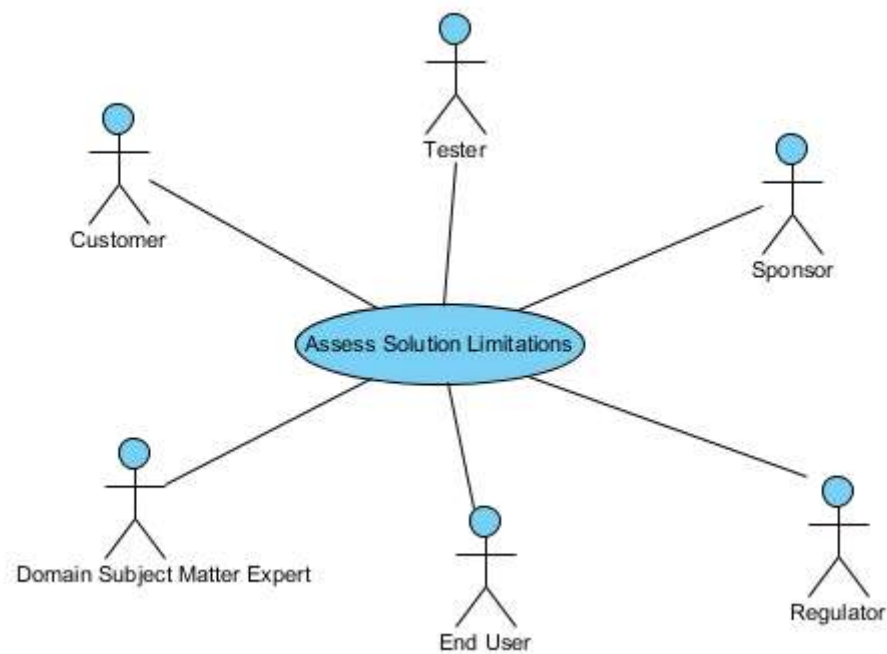 Tester
Customer
Sponsor
Assess Solution Limitations
Domain Subject Matter Expert
Regulator
End User